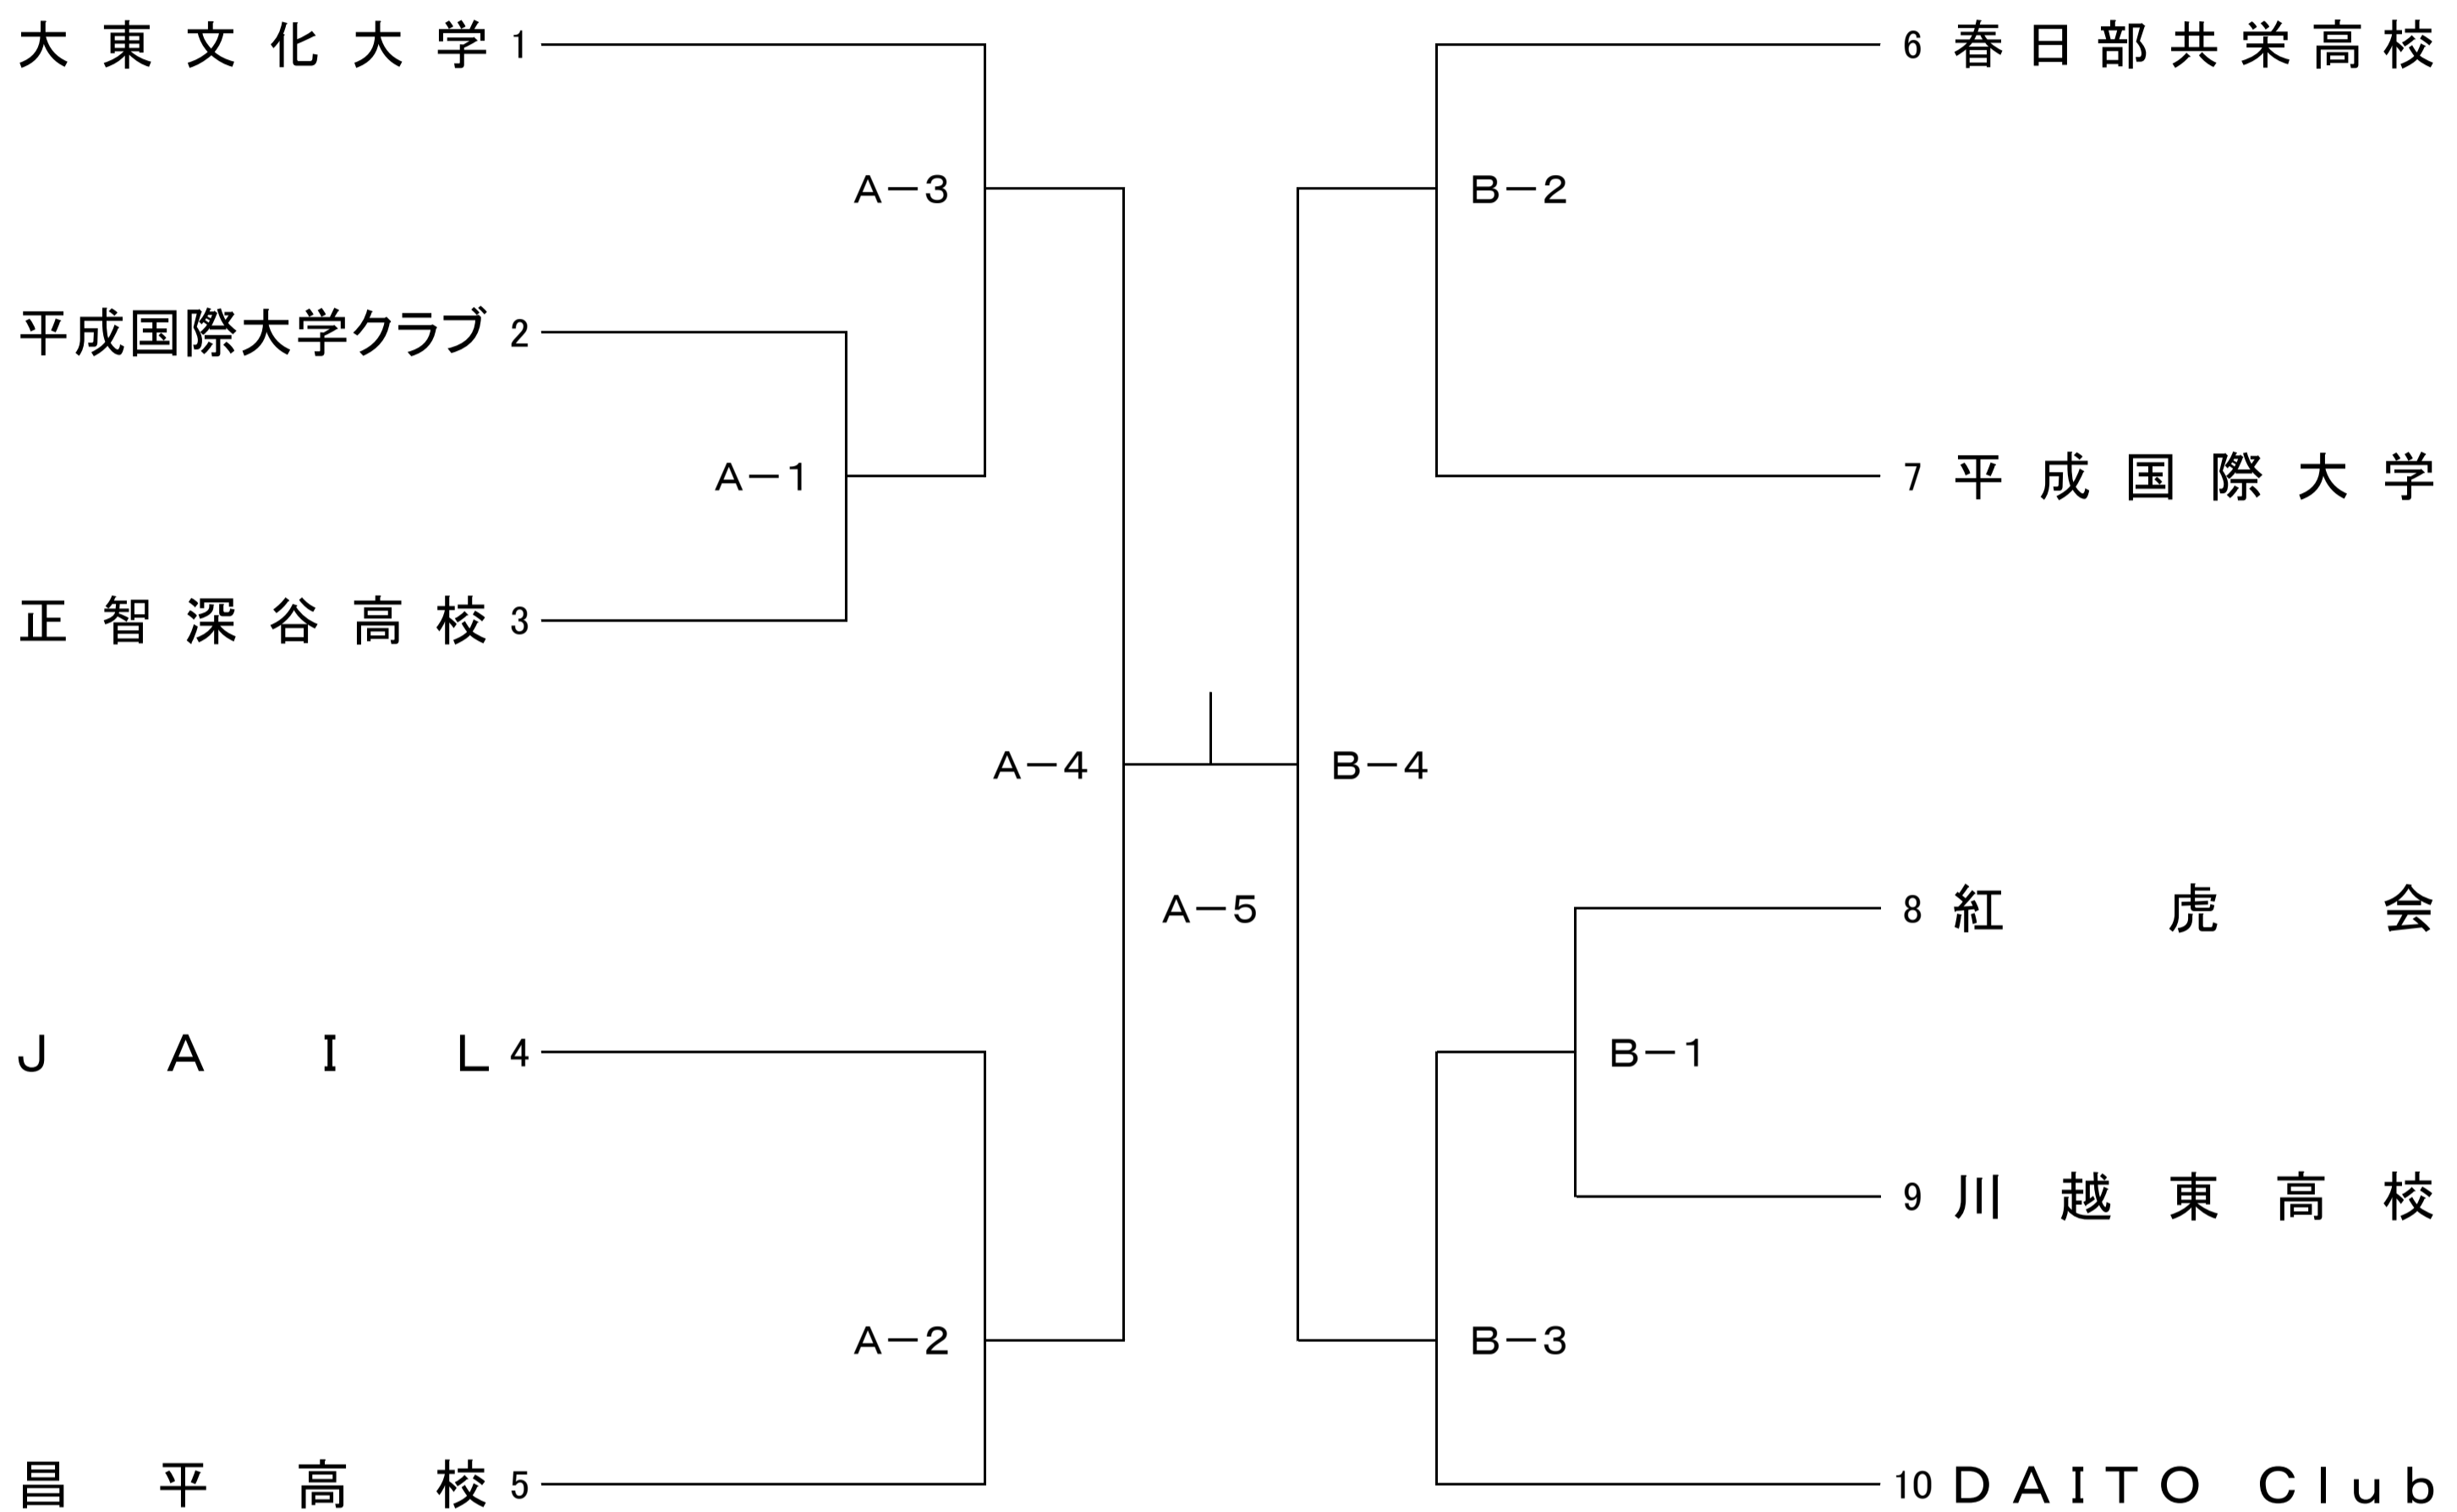 大東文化大学 1
6 春日部共栄高校
A－3
B－2
平成国際大学クラブ 2
A－1
7 平成国際大学
正智深谷高校 3
A－4
B－4
A－5
8 紅虎会
JAIL 4
B－1
9 川越東高校
A－2
B－3
昌平高校 5
10 DAITO Club